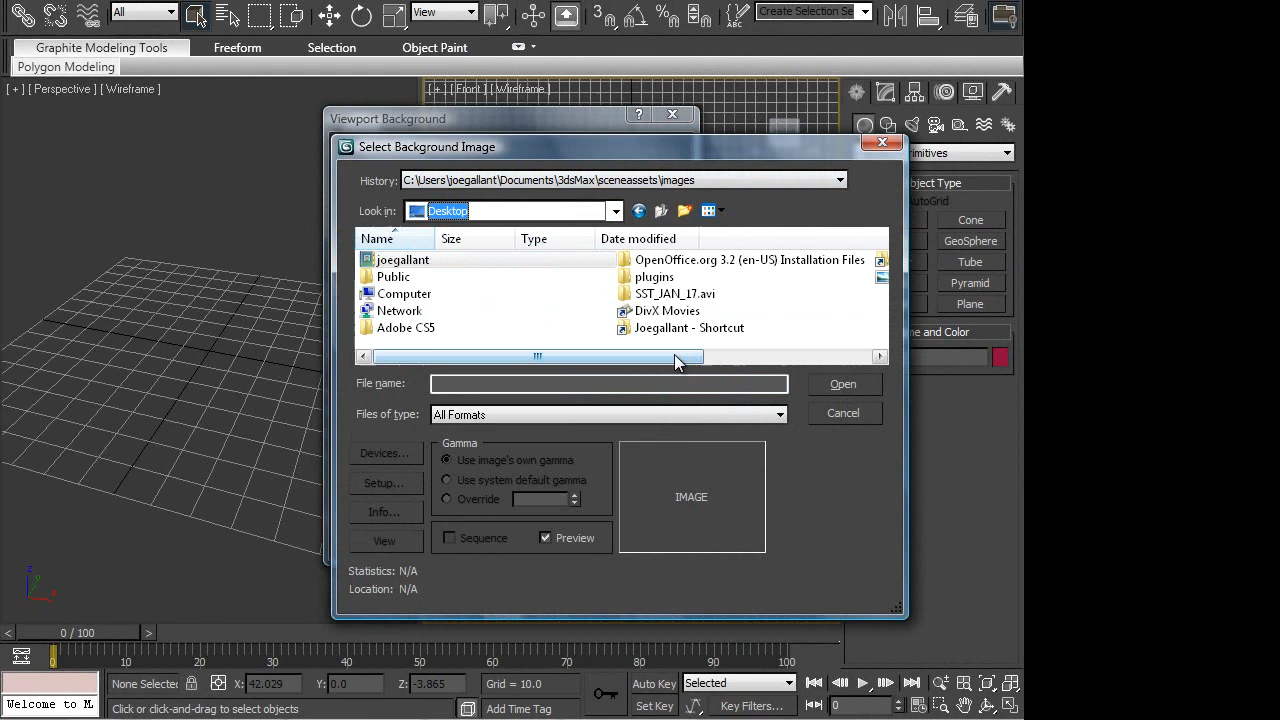 All
View
Create Selection Se
Graphite Modeling Tools
Freeform
Selection
Object Paint
Polygon Modeling
[ + ] [ Perspective ] [ Wireframe ]
[ + ] [ Front ] [ Wireframe ]
Viewport Background
Select Background Image
History:
C:\Users\joegallant\Documents\3dsMax\sceneassets\images
rimitives
Object Type
AutoGrid
Look in:
Desktop
Name
Size
Type
Date modified
joegallant
Public
Computer
Network
Adobe CS5
OpenOffice.org 3.2 (en-US) Installation Files
plugins
SST_JAN_17.avi
DivX Movies
Joegallant - Shortcut
Cone
GeoSphere
Tube
Pyramid
Plane
me and Color
File name:
Open
Files of type:
All Formats
Cancel
Devices...
Setup...
Info...
View
Gamma
Use image's own gamma
Use system default gamma
Override
Sequence
Preview
IMAGE
Statistics: N/A
Location: N/A
z
y
x
< 0 / 100 >
0 10 20 30 40 50 60 70 80 90 100
None Selected
X: 42.029
Y: 0.0
Z: -3.865
Grid = 10.0
Auto Key
Selected
Welcome to M
Click or click-and-drag to select objects
Add Time Tag
Set Key
Key Filters...
0